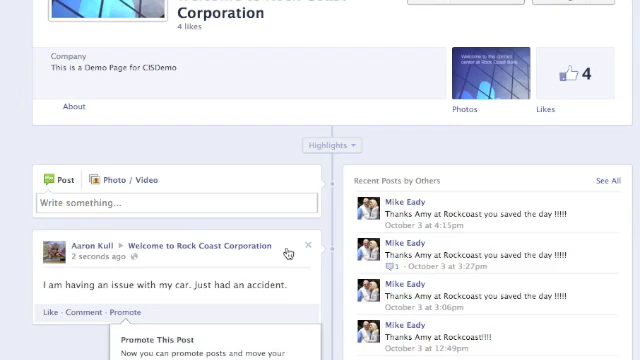 Welcome to Rock Coast
Corporation
4 likes
Company
This is a Demo Page for CISDemo
About
Photos
4
Likes
Highlights
Post
Photo / Video
Write something...
Aaron Kull
Welcome to Rock Coast Corporation
2 seconds ago
I am having an issue with my car. Just had an accident.
Like · Comment · Promote
Promote This Post
Now you can promote posts and move your
Recent Posts by Others
See All
Mike Eady
Thanks Amy at Rockcoast you saved the day !!!!!
October 3 at 4:15pm
Mike Eady
Thanks Amy at Rockcoast you saved the day !!!!!
1 · October 3 at 3:27pm
Mike Eady
Thanks Amy at Rockcoast you saved the day !!!!!
October 3 at 3:06pm
Mike Eady
Thanks Amy at Rockcoast!!!!
October 3 at 12:49pm